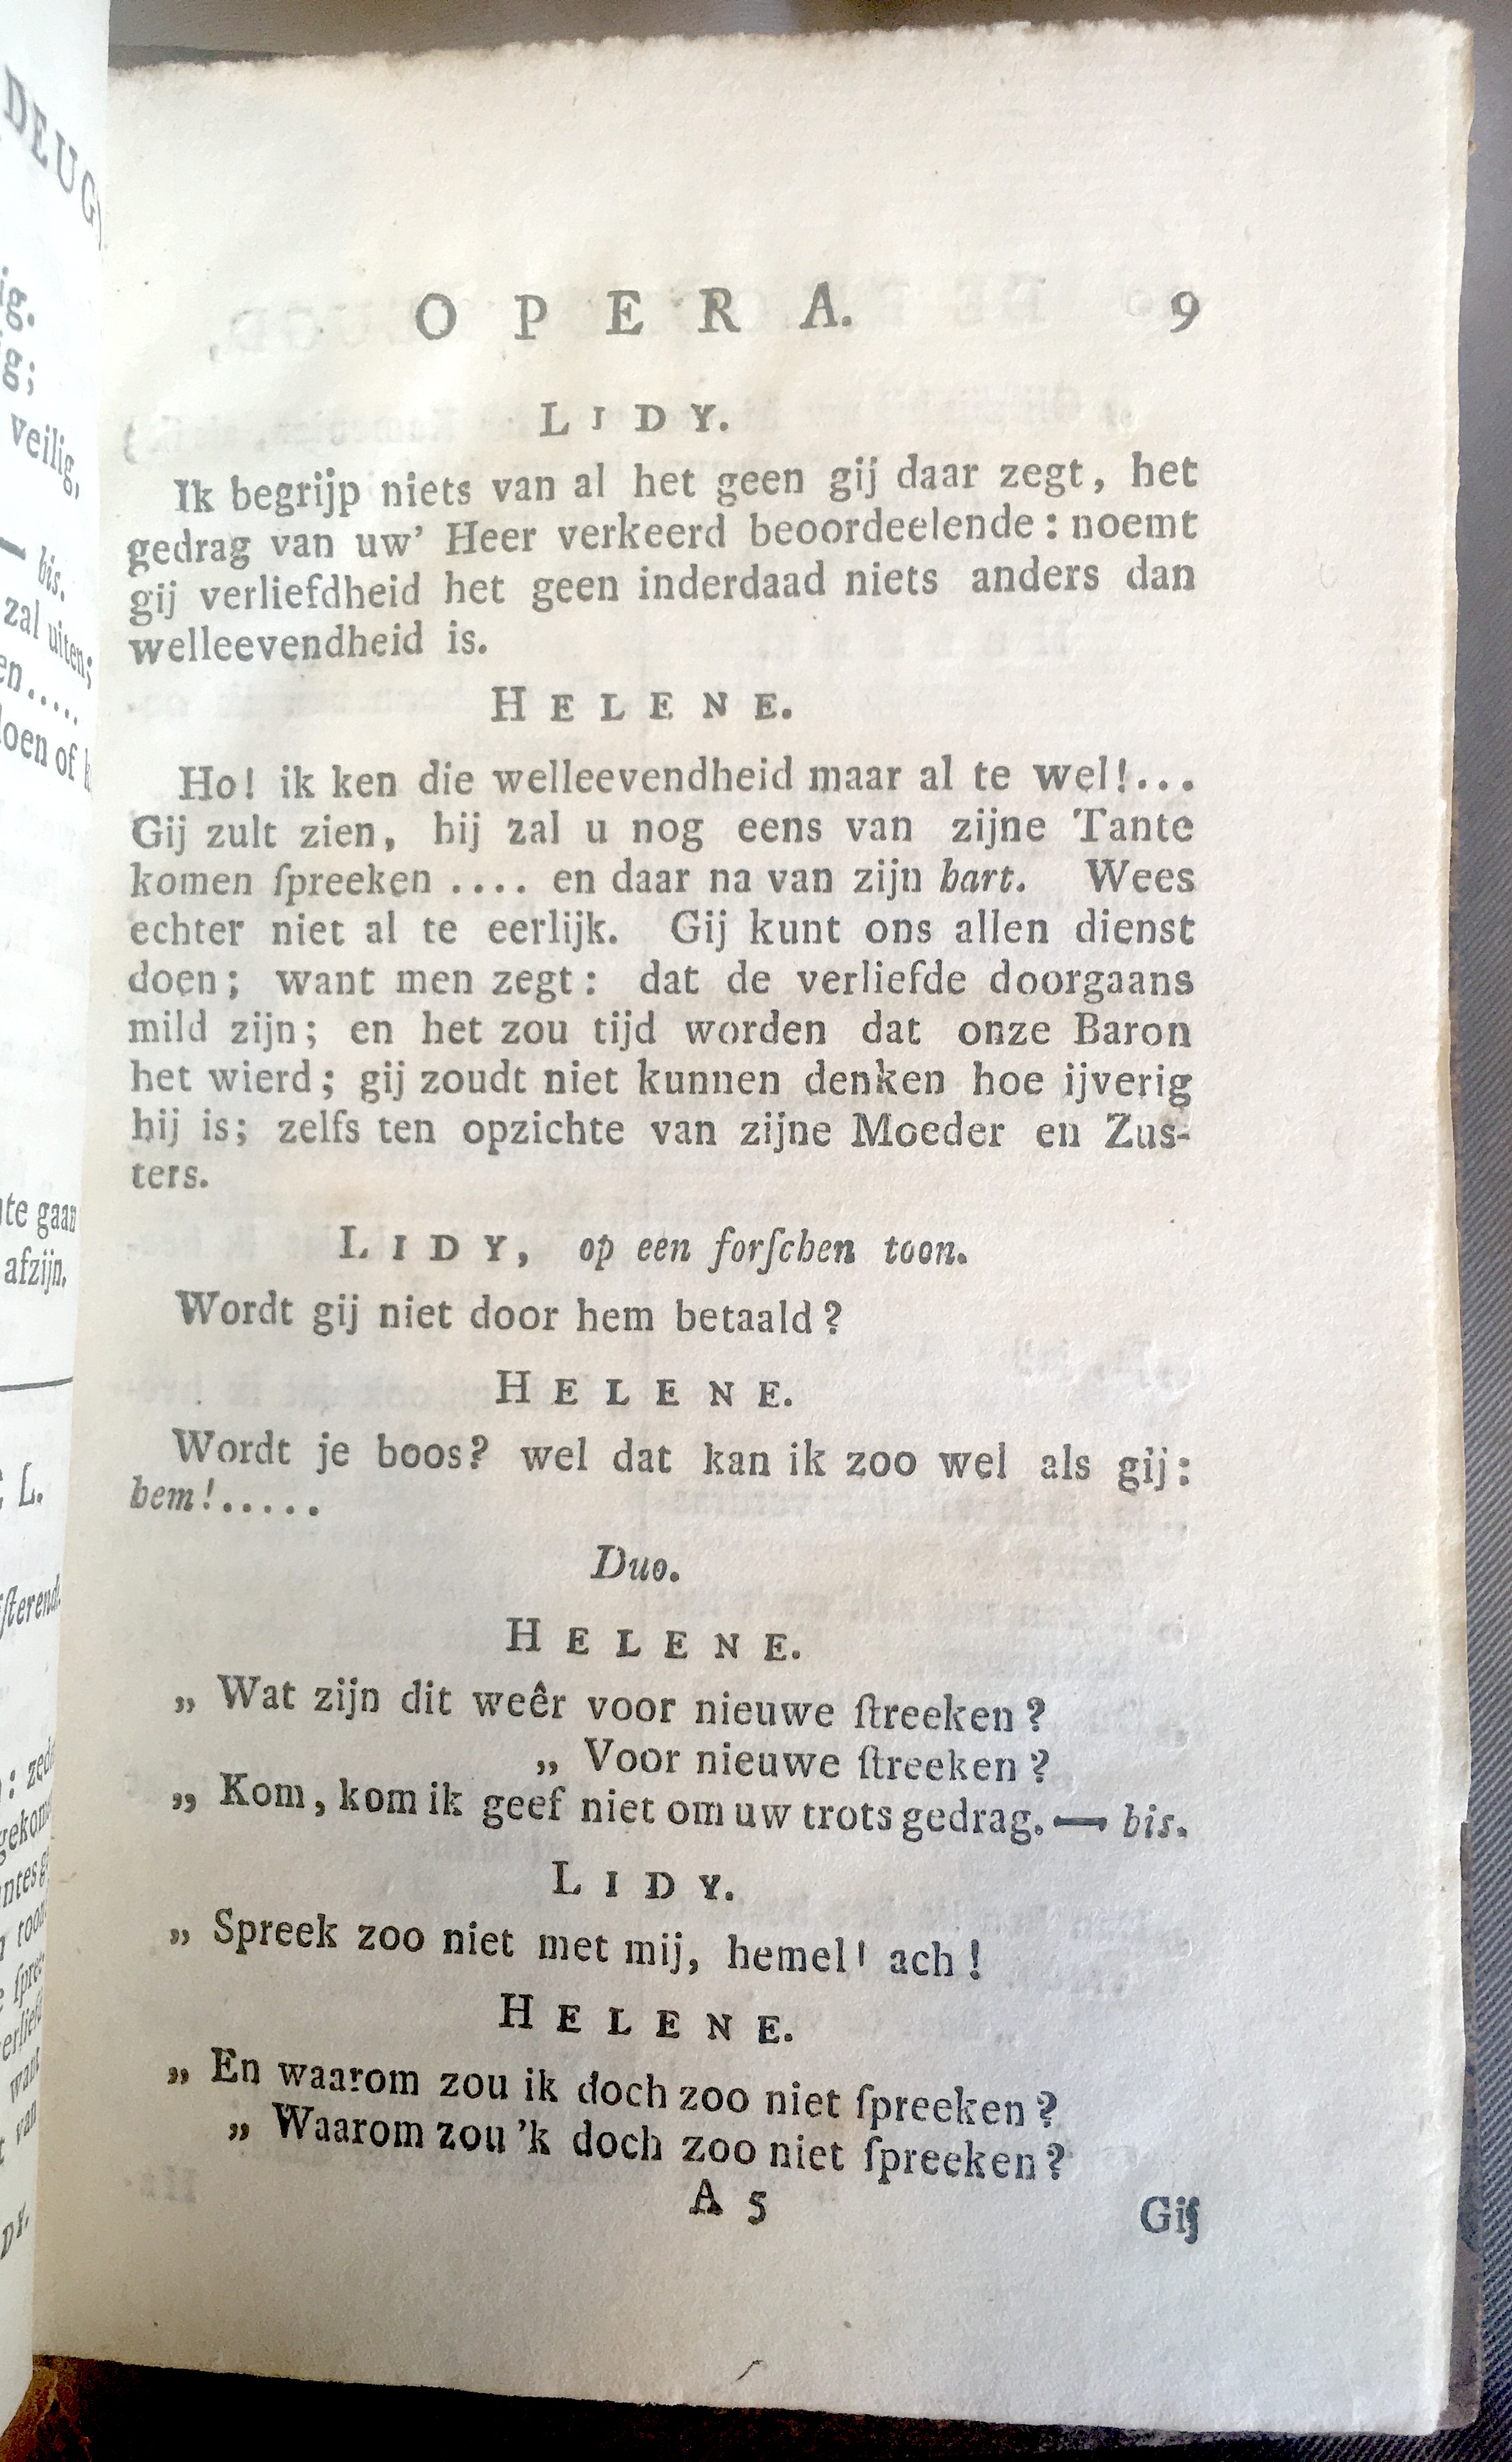 OPERA. 9
LIDY.
Ik begrijp niets van al het geen gij daar zegt, het
gedrag van uw' Heer verkeerd beoordeelende: noemt
gij verliefdheid het geen inderdaad niets anders dan
welleevendheid is.
HELENE.
Ho! ik ken die welleevendheid maar al te wel!...
Gij zult zien, hij zal u nog eens van zijne Tante
komen ſpreeken .... en daar na van zijn hart. Wees
echter niet al te eerlijk. Gij kunt ons allen dienst
doen; want men zegt: dat de verliefde doorgaans
mild zijn; en het zou tijd worden dat onze Baron
het wierd; gij zoudt niet kunnen denken hoe ijverig
hij is; zelfs ten opzichte van zijne Moeder en Zus-
ters.
LIDY, op een forſchen toon.
Wordt gij niet door hem betaald?
HELENE.
Wordt je boos? wel dat kan ik zoo wel als gij:
hem!.....
Duo.
HELENE.
„ Wat zijn dit weêr voor nieuwe ſtreeken?
„ Voor nieuwe ſtreeken?
„ Kom, kom ik geef niet om uw trots gedrag. — bis.
LIDY.
„ Spreek zoo niet met mij, hemel! ach!
HELENE.
„ En waarom zou ik doch zoo niet ſpreeken?
„ Waarom zou 'k doch zoo niet ſpreeken?
A 5 Gij